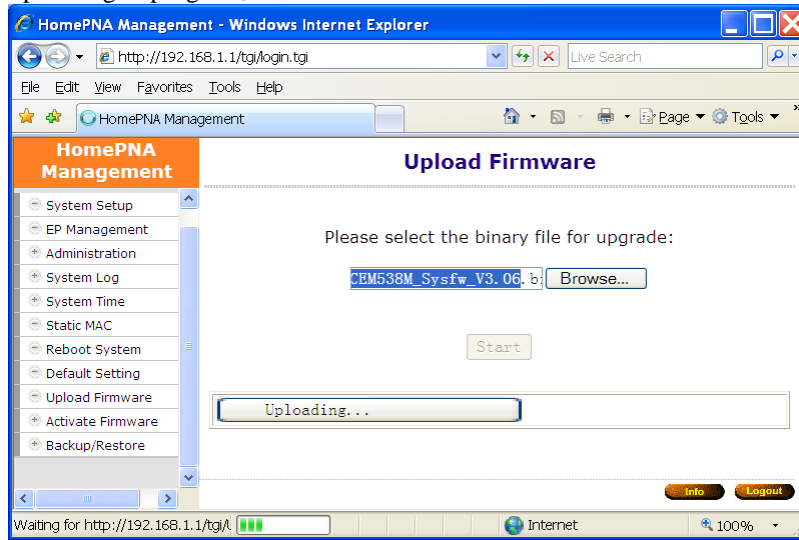 HomePNA Management - Windows Internet Explorer
http://192.168.1.1/tgi/login.tgi
Live Search
File Edit View Favorites Tools Help
HomePNA Management
Page Tools »
HomePNA
Management
System Setup
EP Management
Administration
System Log
System Time
Static MAC
Reboot System
Default Setting
Upload Firmware
Activate Firmware
Backup/Restore
Upload Firmware
Please select the binary file for upgrade:
CEM538M_Sysfw_V3.06.b Browse...
Start
Uploading...
Info Logout
Waiting for http://192.168.1.1/tgi/ Internet 100%